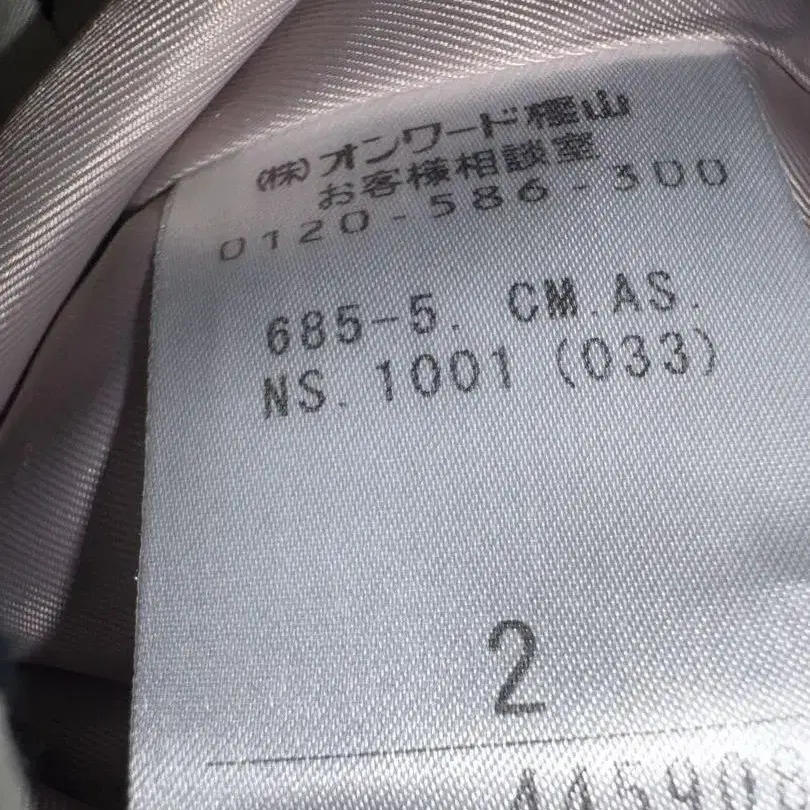 (株)オンワード樫山
お客様相談室
0120-586-300
685-5. CM.AS.
NS.1001(033)
2